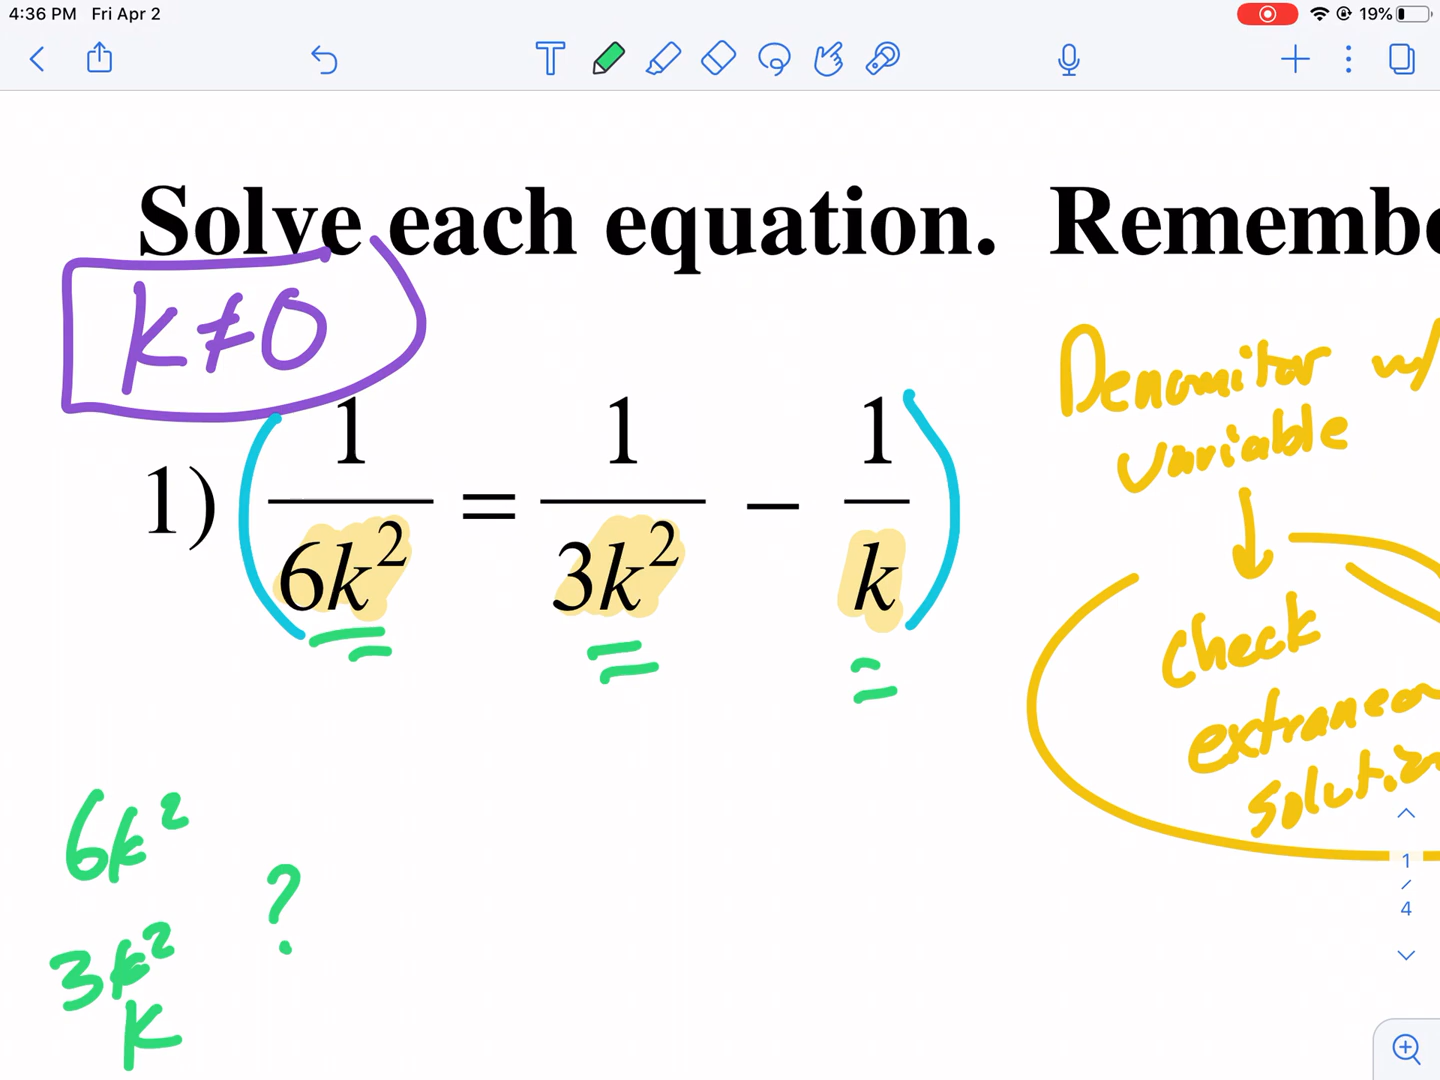 4:36 PM Fri Apr 2
19%
Solve each equation. Remembe
k≠0
1) 1/6k² = 1/3k² − 1/k
Denomitor w/
variable
Check
extraneo
solutio
6k²
3k²
k
?
1
/
4